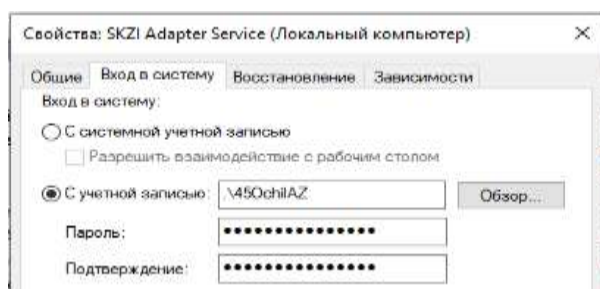 Свойства: SKZI Adapter Service (Локальный компьютер)
Общие Вход в систему Восстановление Зависимости
Вход в систему:
С системной учетной записью
Разрешить взаимодействие с рабочим столом
С учетной записью: .\45OchilAZ Обзор...
Пароль: ●●●●●●●●●●●●●●●
Подтверждение: ●●●●●●●●●●●●●●●